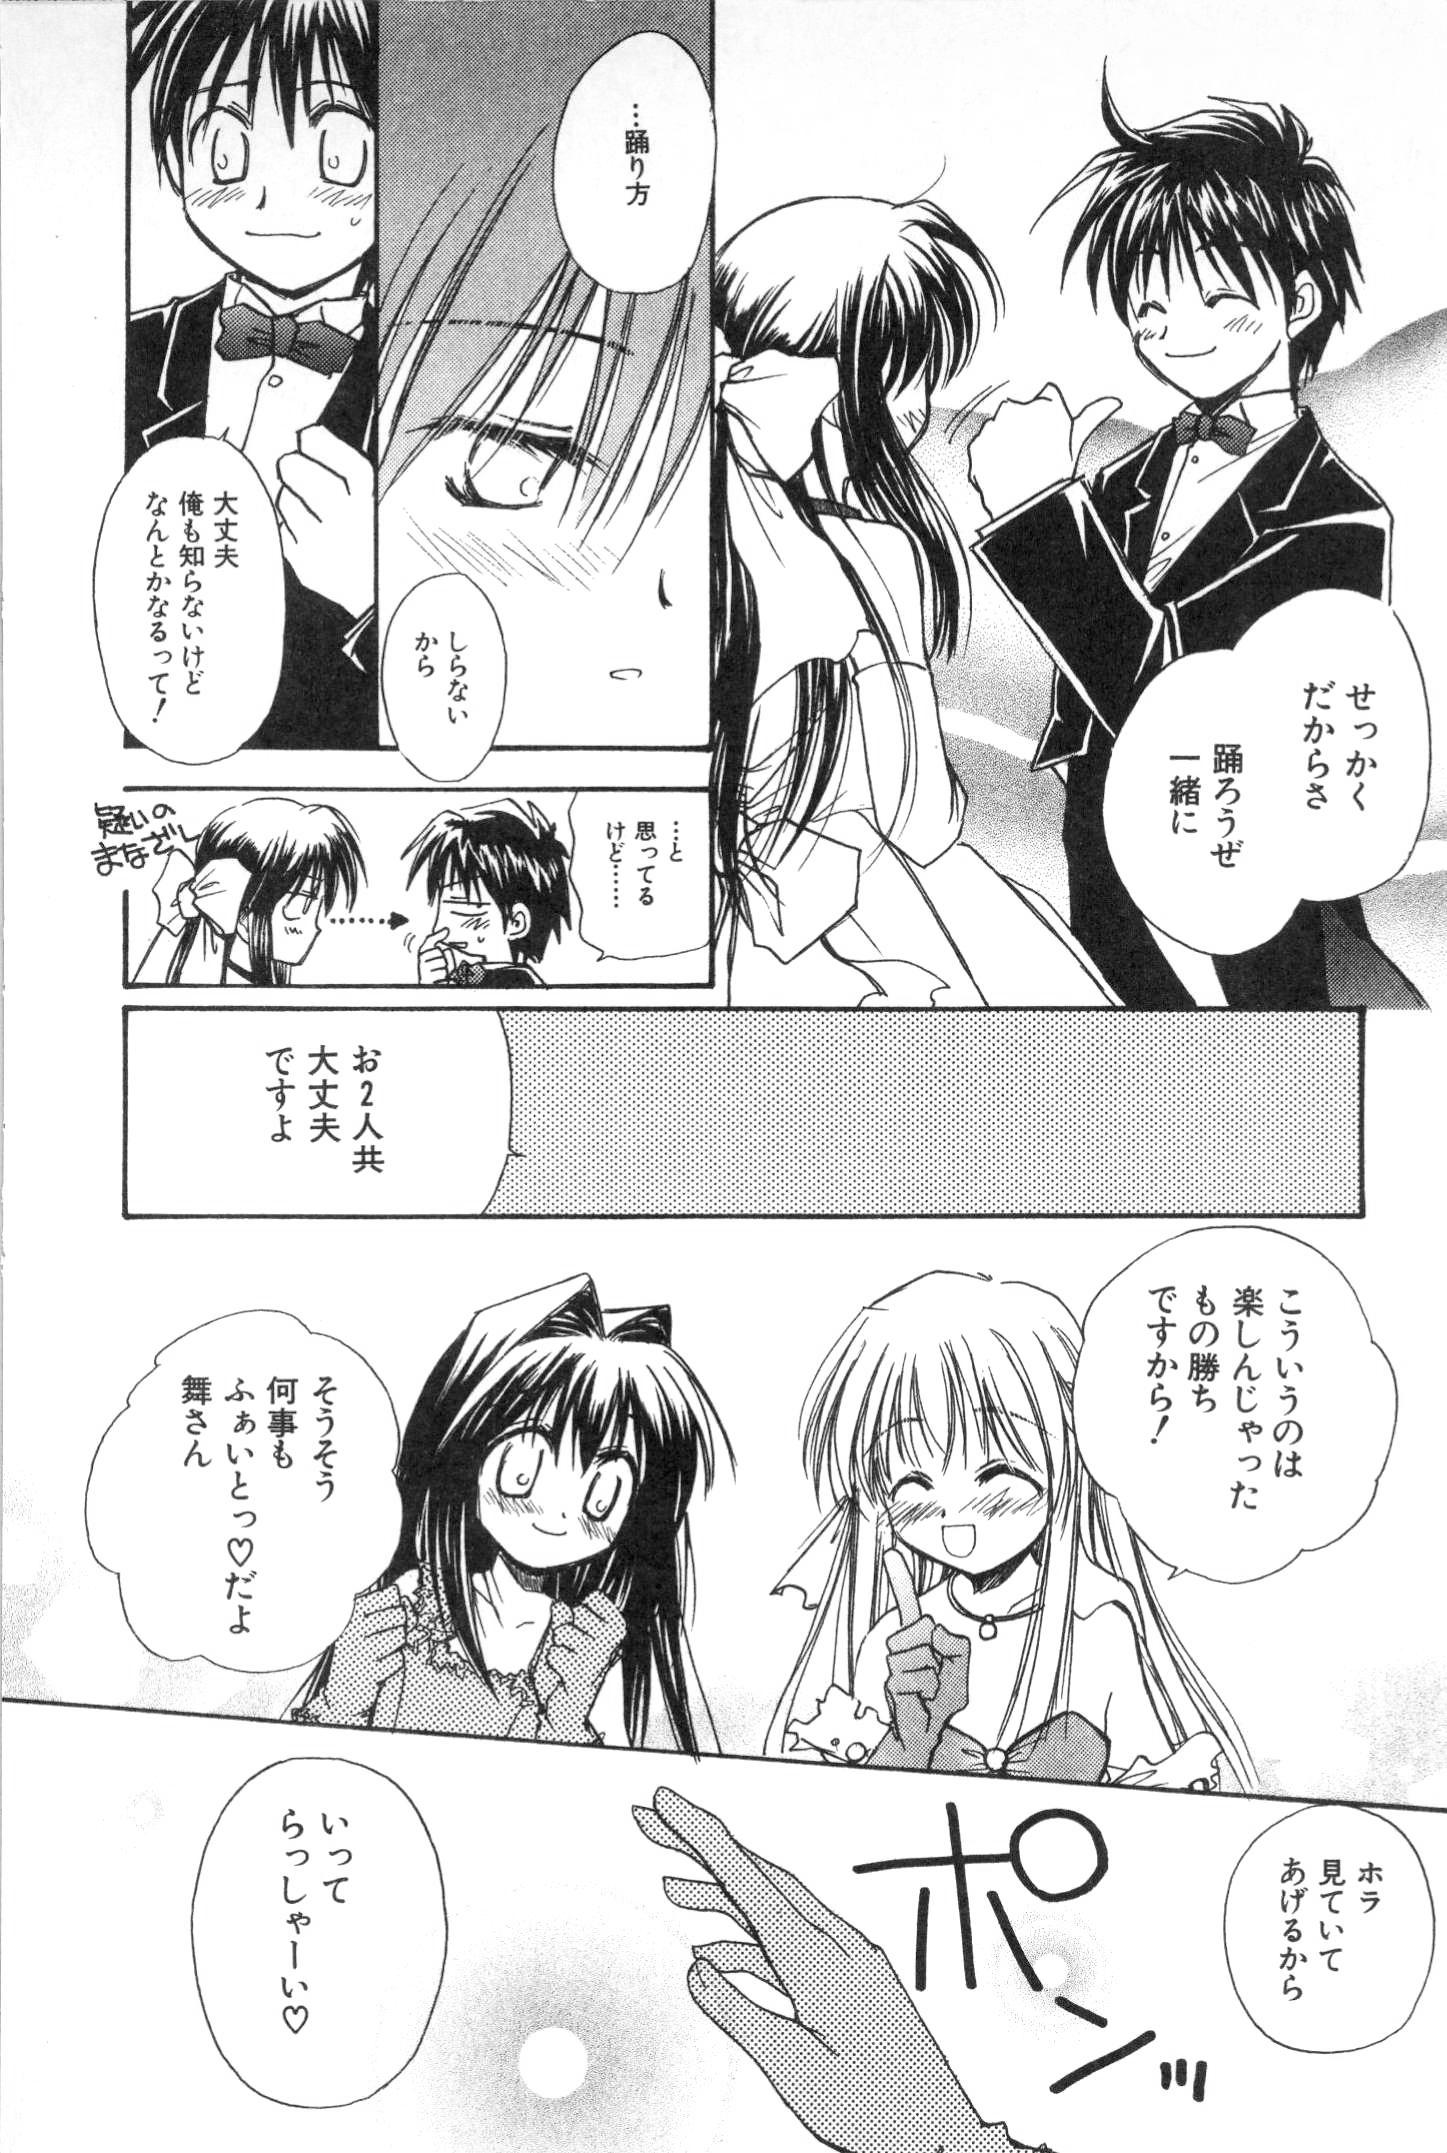 せっかく
だからさ
踊ろうぜ
一緒に
…踊り方
しらない
から
大丈夫
俺も知らないけど
なんとかなるって！
……と
思ってる
けど……
疑いの
まなざし
お2人共
大丈夫
ですよ
こういうのは
楽しんじゃった
もの勝ち
ですから！
そうそう
何事も
ふぁいとっ♡だよ
舞さん
ホラ
見ていて
あげるから
ポンッ
いって
らっしゃーい♡